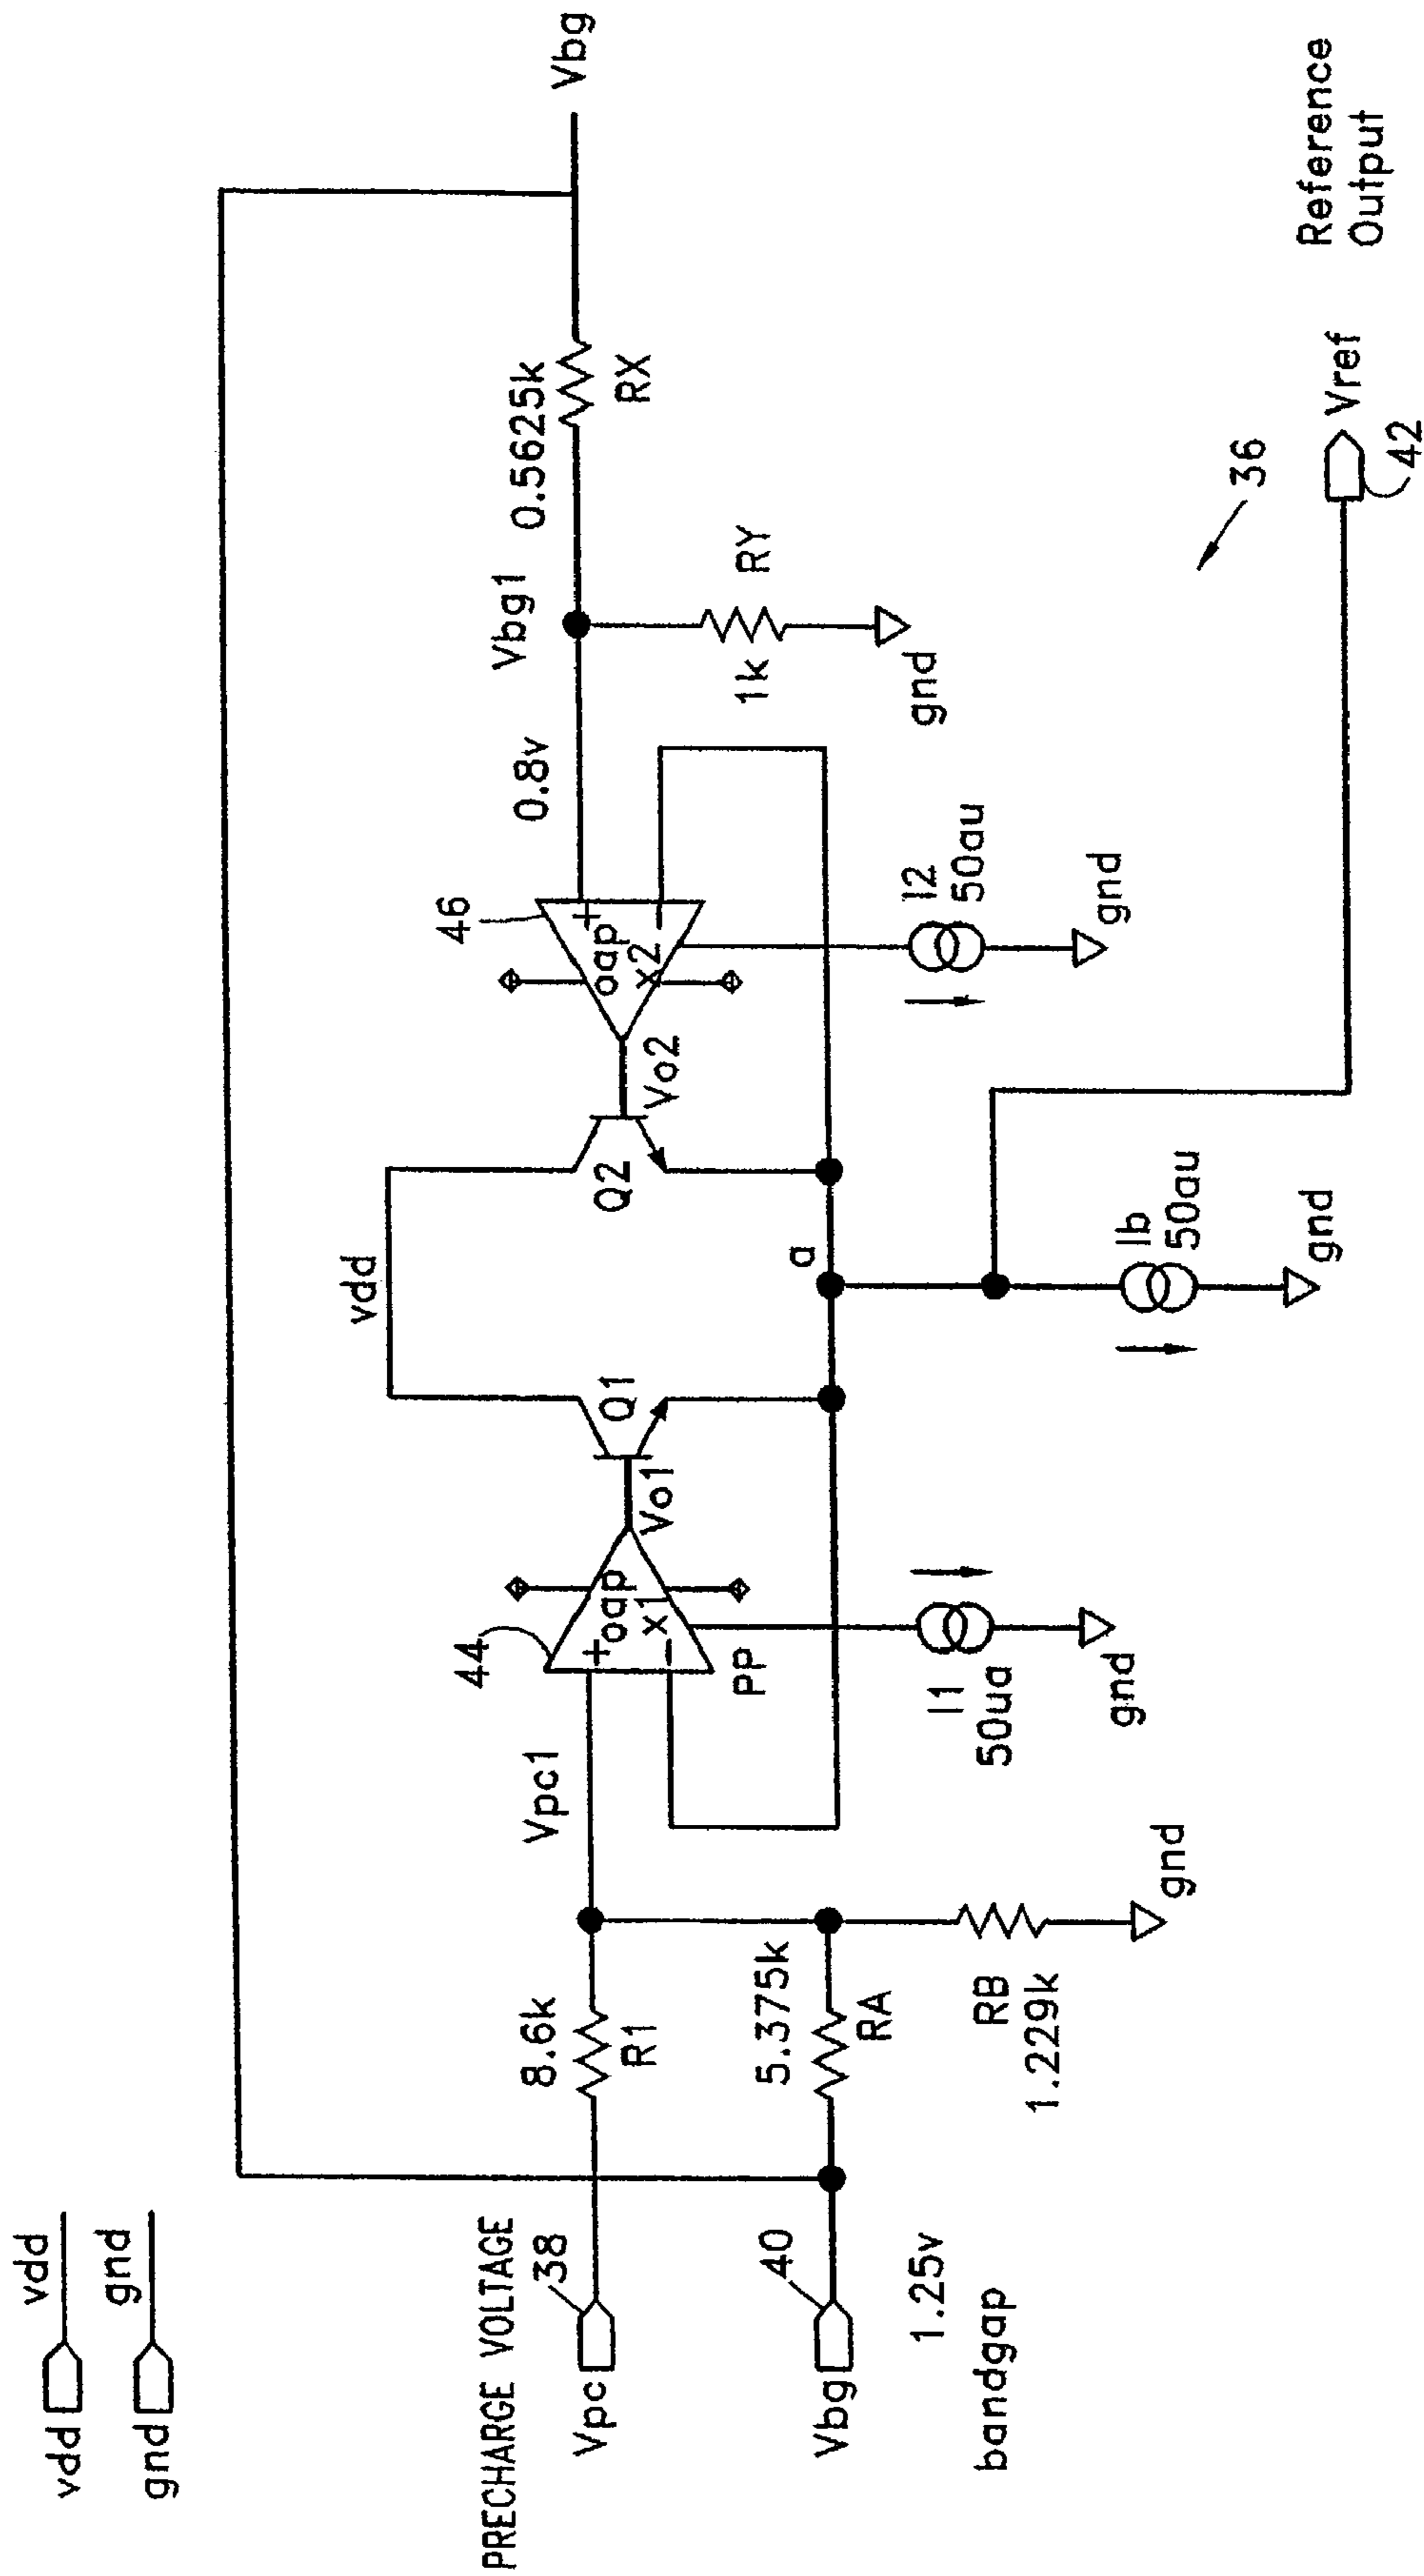 vdd
vdd
gnd
gnd
PRECHARGE VOLTAGE
Vpc
38
8.6k
R1
Vbg
40
1.25v
bandgap
5.375k
RA
RB
1.229k
gnd
Vpc1
44
+
-
oap
x1
PP
Vo1
Q1
I1
50ua
gnd
vdd
a
Ib
50au
gnd
Q2
Vo2
46
+
-
oap
x2
I2
50au
gnd
0.8v
Vbg1
1k
RY
gnd
0.5625k
RX
Vbg
36
Vref
42
Reference
Output